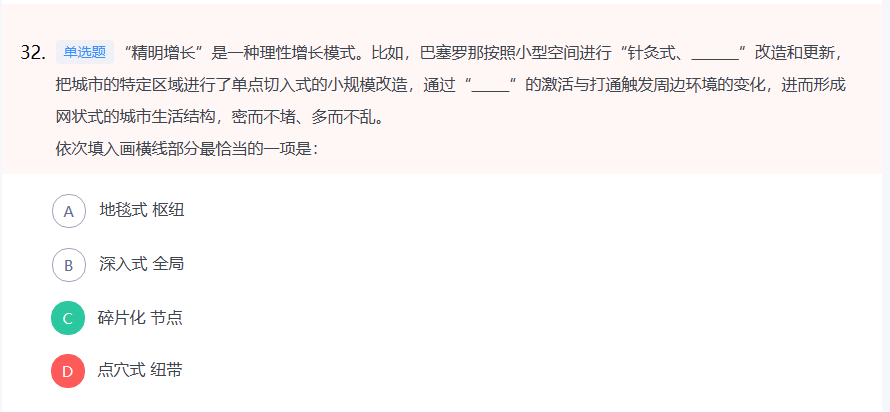 32. 单选题 “精明增长”是一种理性增长模式。比如，巴塞罗那按照小型空间进行“针灸式、______”改造和更新，
把城市的特定区域进行了单点切入式的小规模改造，通过“_____”的激活与打通触发周边环境的变化，进而形成
网状式的城市生活结构，密而不堵、多而不乱。
依次填入画横线部分最恰当的一项是：
A 地毯式 枢纽
B 深入式 全局
C 碎片化 节点
D 点穴式 纽带